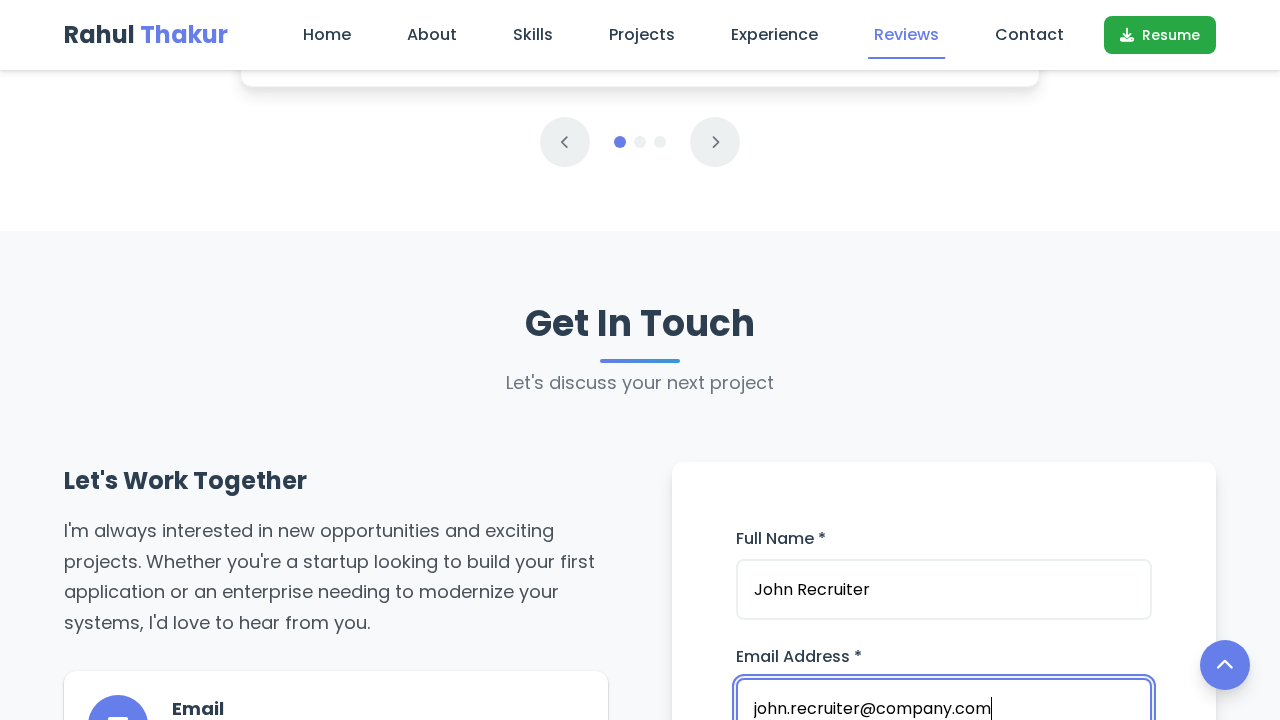 Rahul Thakur
Home
About
Skills
Projects
Experience
Reviews
Contact
Resume
Get In Touch
Let's discuss your next project
Let's Work Together
I'm always interested in new opportunities and exciting
projects. Whether you're a startup looking to build your first
application or an enterprise needing to modernize your
systems, I'd love to hear from you.
Email
Full Name *
John Recruiter
Email Address *
john.recruiter@company.com